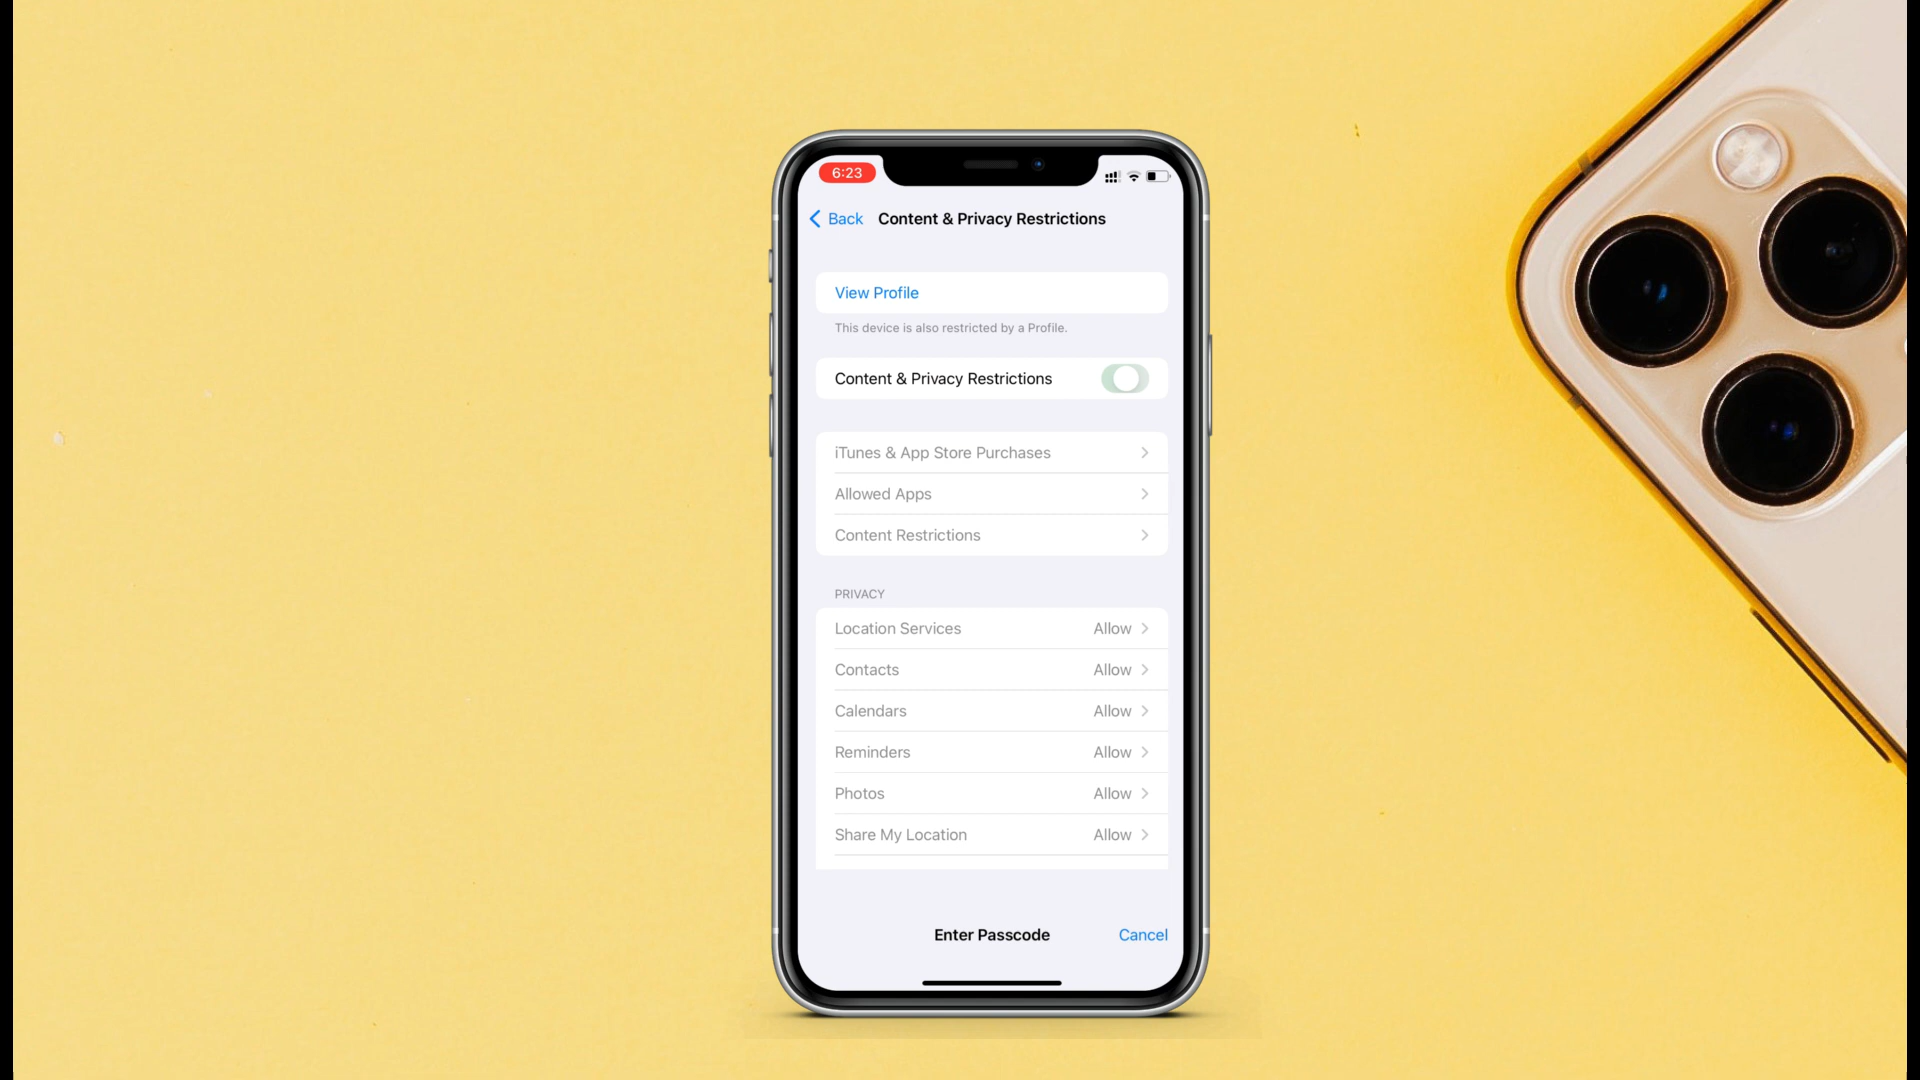 6:23
Back Content & Privacy Restrictions
View Profile
This device is also restricted by a Profile.
Content & Privacy Restrictions
iTunes & App Store Purchases
Allowed Apps
Content Restrictions
PRIVACY
Location Services Allow
Contacts Allow
Calendars Allow
Reminders Allow
Photos Allow
Share My Location Allow
Enter Passcode Cancel